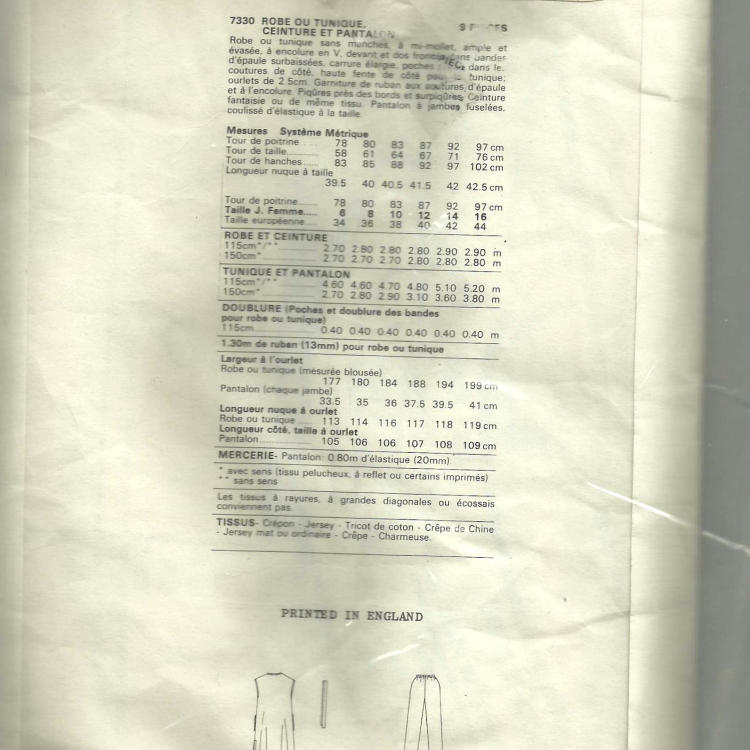 7330 ROBE OU TUNIQUE,
CEINTURE ET PANTALON
Robe ou tunique sans manches, à mi-mollet, ample et
évasée, à encolure en V, devant et dos froncés dans bandes
d'épaule surbaissées, carrure élargie, poches dans les
coutures de côté, haute fente de côté pour la tunique;
ourlets de 2.5cm. Garniture de ruban aux coutures d'épaule
et à l'encolure. Piqûres près des bords et surpiqûres. Ceinture
fantaisie ou de même tissu. Pantalon à jambes fuselées,
coulissé d'élastique à la taille.
Mesures Système Métrique
Tour de poitrine.... 78 80 83 87 92 97 cm
Tour de taille.......... 58 61 64 67 71 76 cm
Tour de hanches...... 83 85 88 92 97 102 cm
Longueur nuque à taille
39.5 40 40.5 41.5 42 42.5 cm
Tour de poitrine...... 78 80 83 87 92 97 cm
Taille J. Femme..... 6 8 10 12 14 16
Taille européenne.... 34 36 38 40 42 44
ROBE ET CEINTURE
115cm*/** 2.70 2.80 2.80 2.80 2.90 2.90 m
150cm* 2.70 2.70 2.70 2.80 2.80 2.80 m
TUNIQUE ET PANTALON
115cm*/** 4.60 4.60 4.70 4.80 5.10 5.20 m
150cm* 2.70 2.80 2.90 3.10 3.60 3.80 m
DOUBLURE (Poches et doublure des bandes
pour robe ou tunique)
115cm 0.40 0.40 0.40 0.40 0.40 0.40 m
1.30m de ruban (13mm) pour robe ou tunique
Largeur à l'ourlet
Robe ou tunique (mesurée blousée)
177 180 184 188 194 199 cm
Pantalon (chaque jambe)
33.5 35 36 37.5 39.5 41 cm
Longueur nuque à ourlet
Robe ou tunique...... 113 114 116 117 118 119 cm
Longueur côté, taille à ourlet
Pantalon.............. 105 106 106 107 108 109 cm
MERCERIE- Pantalon: 0.80m d'élastique (20mm).
* avec sens (tissu pelucheux, à reflet ou certains imprimés)
** sans sens
Les tissus à rayures, à grandes diagonales ou écossais
conviennent pas.
TISSUS- Crépon - Jersey - Tricot de coton - Crêpe de Chine
- Jersey mat ou ordinaire - Crêpe - Charmeuse.
PRINTED IN ENGLAND